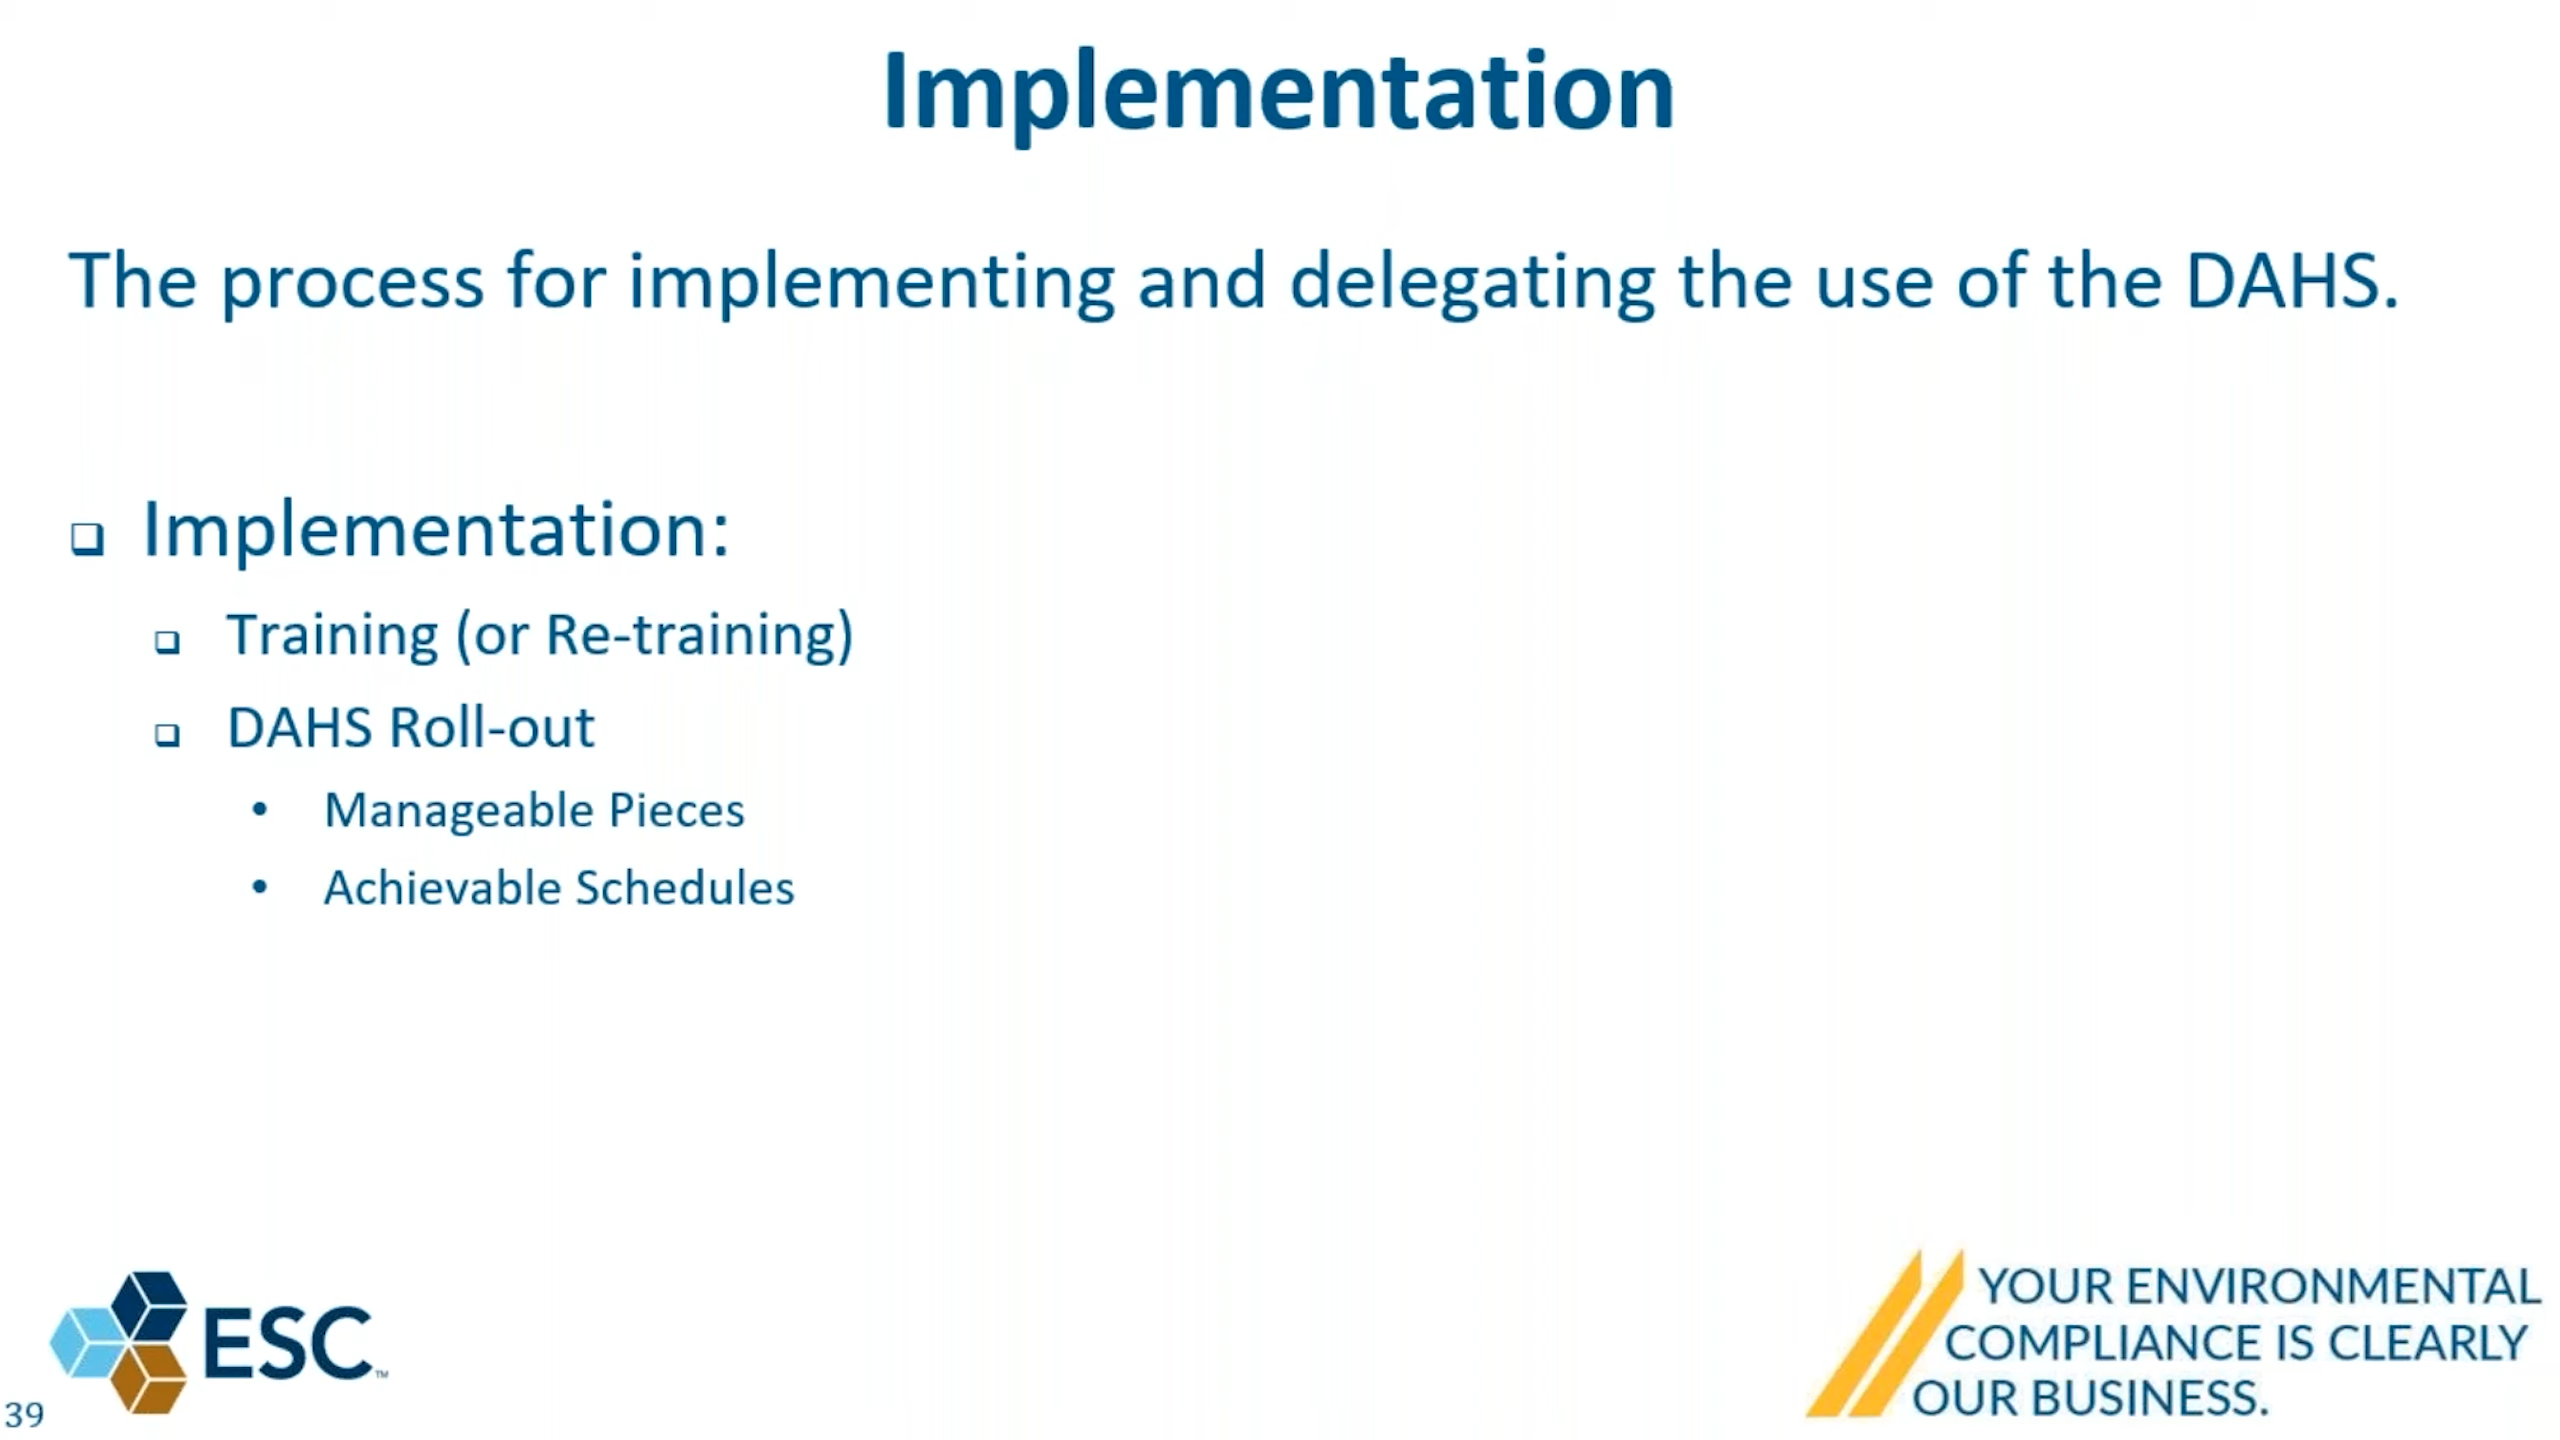 Implementation
The process for implementing and delegating the use of the DAHS.
Implementation:
Training (or Re-training)
DAHS Roll-out
• Manageable Pieces
• Achievable Schedules
ESC™
39
YOUR ENVIRONMENTAL
COMPLIANCE IS CLEARLY
OUR BUSINESS.